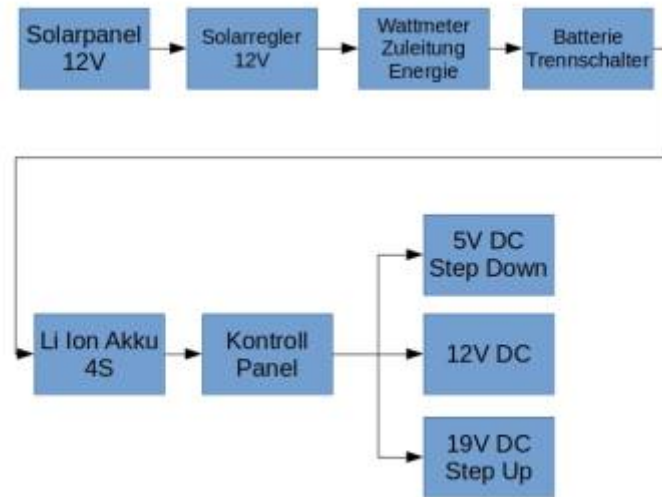 Solarpanel
12V
Solarregler
12V
Wattmeter
Zuleitung
Energie
Batterie
Trennschalter
5V DC
Step Down
Li Ion Akku
4S
Kontroll
Panel
12V DC
19V DC
Step Up